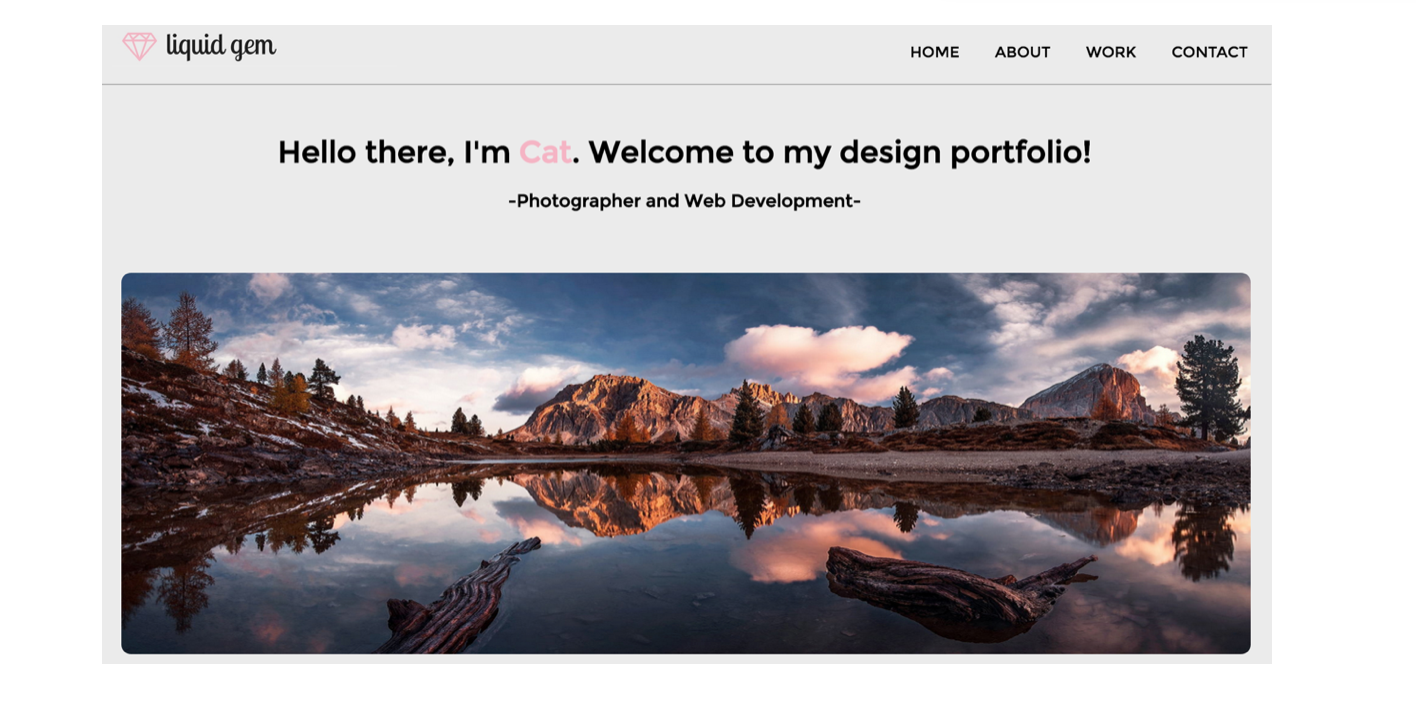 liquid gem
HOME ABOUT WORK CONTACT
Hello there, I'm Cat. Welcome to my design portfolio!
-Photographer and Web Development-